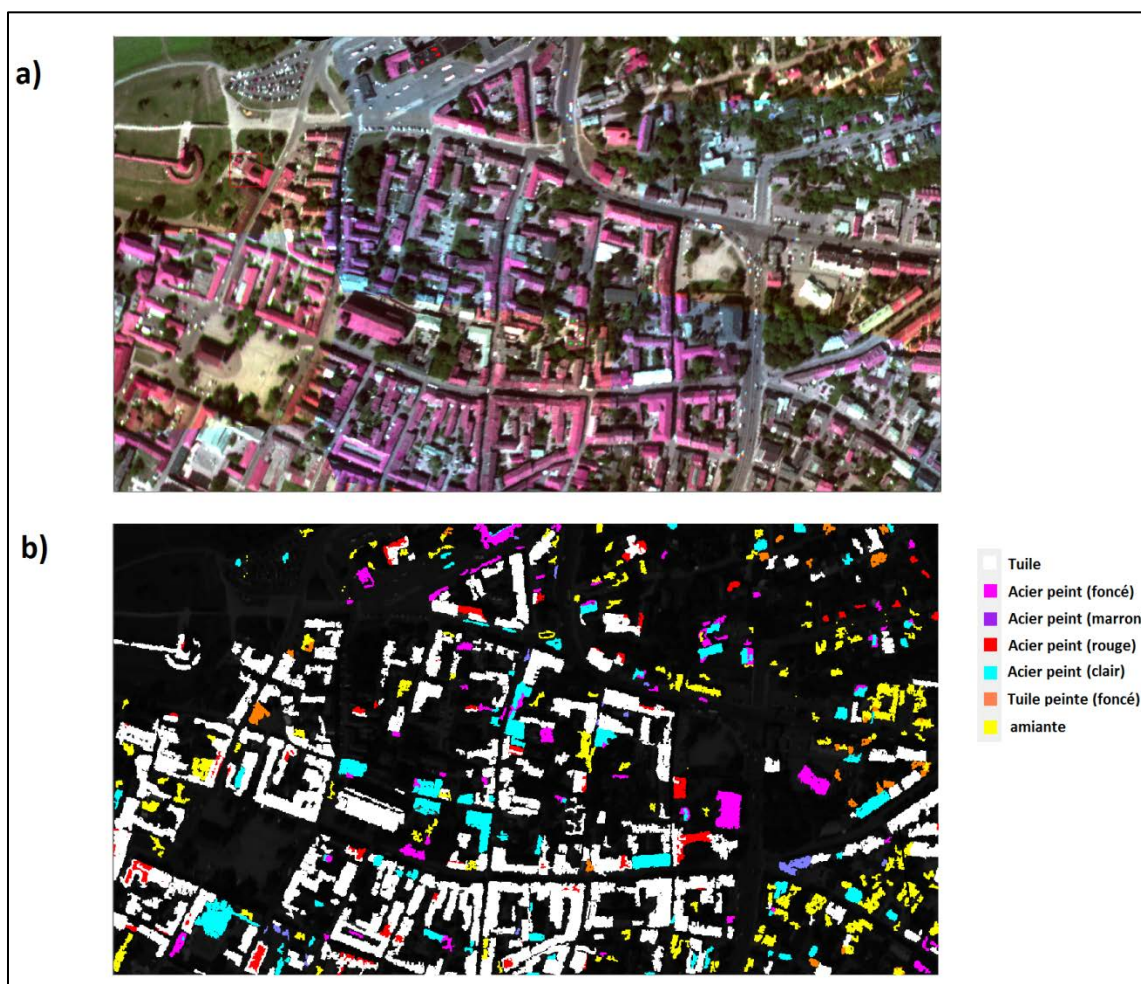 a)
b)
Tuile
Acier peint (foncé)
Acier peint (marron
Acier peint (rouge)
Acier peint (clair)
Tuile peinte (foncé)
amiante